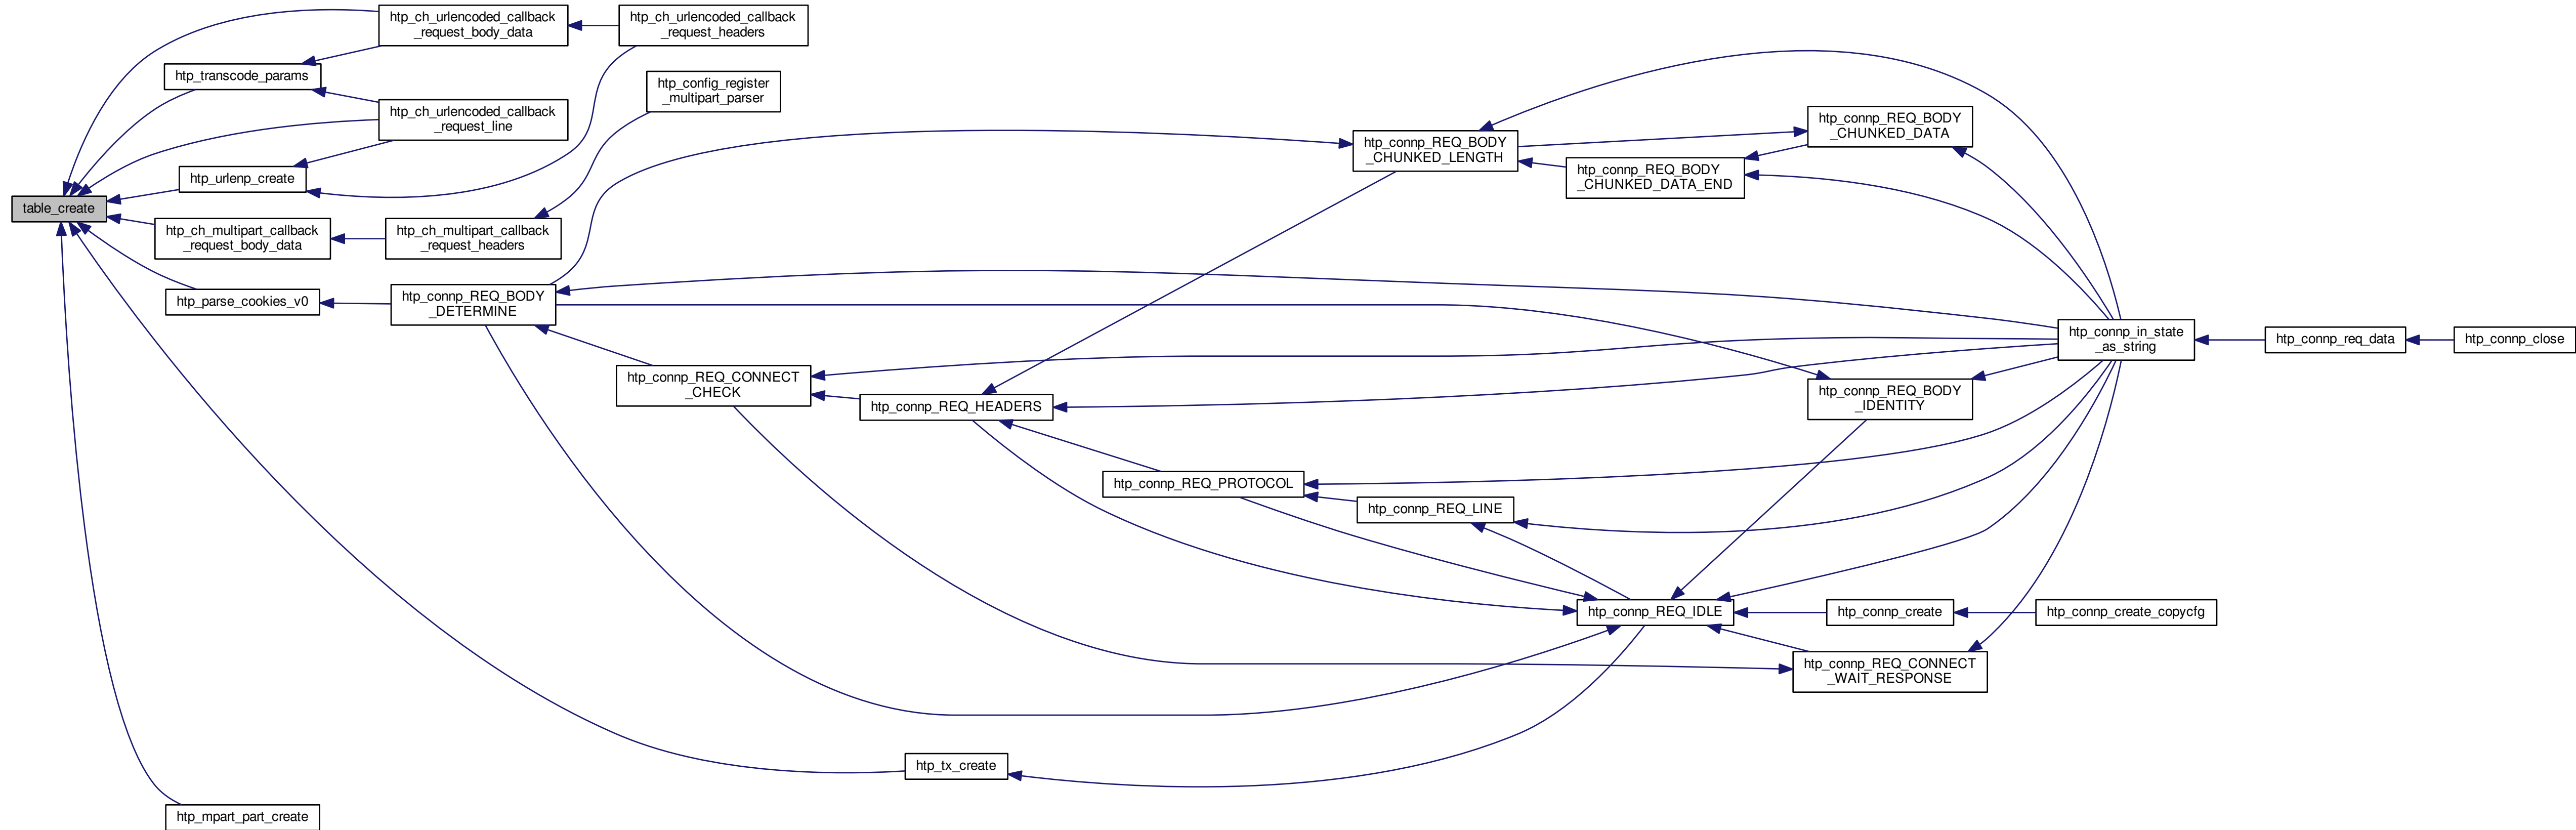 htp_ch_urlencoded_callback
_request_body_data
htp_ch_urlencoded_callback
_request_headers
htp_transcode_params
htp_config_register
_multipart_parser
htp_ch_urlencoded_callback
_request_line
htp_urlenp_create
table_create
htp_ch_multipart_callback
_request_body_data
htp_ch_multipart_callback
_request_headers
htp_parse_cookies_v0
htp_connp_REQ_BODY
_DETERMINE
htp_connp_REQ_CONNECT
_CHECK
htp_connp_REQ_HEADERS
htp_connp_REQ_PROTOCOL
htp_connp_REQ_LINE
htp_connp_REQ_BODY
_CHUNKED_LENGTH
htp_connp_REQ_BODY
_CHUNKED_DATA
htp_connp_REQ_BODY
_CHUNKED_DATA_END
htp_connp_in_state
_as_string
htp_connp_req_data
htp_connp_close
htp_connp_REQ_BODY
_IDENTITY
htp_connp_REQ_IDLE
htp_connp_create
htp_connp_create_copycfg
htp_connp_REQ_CONNECT
_WAIT_RESPONSE
htp_tx_create
htp_mpart_part_create